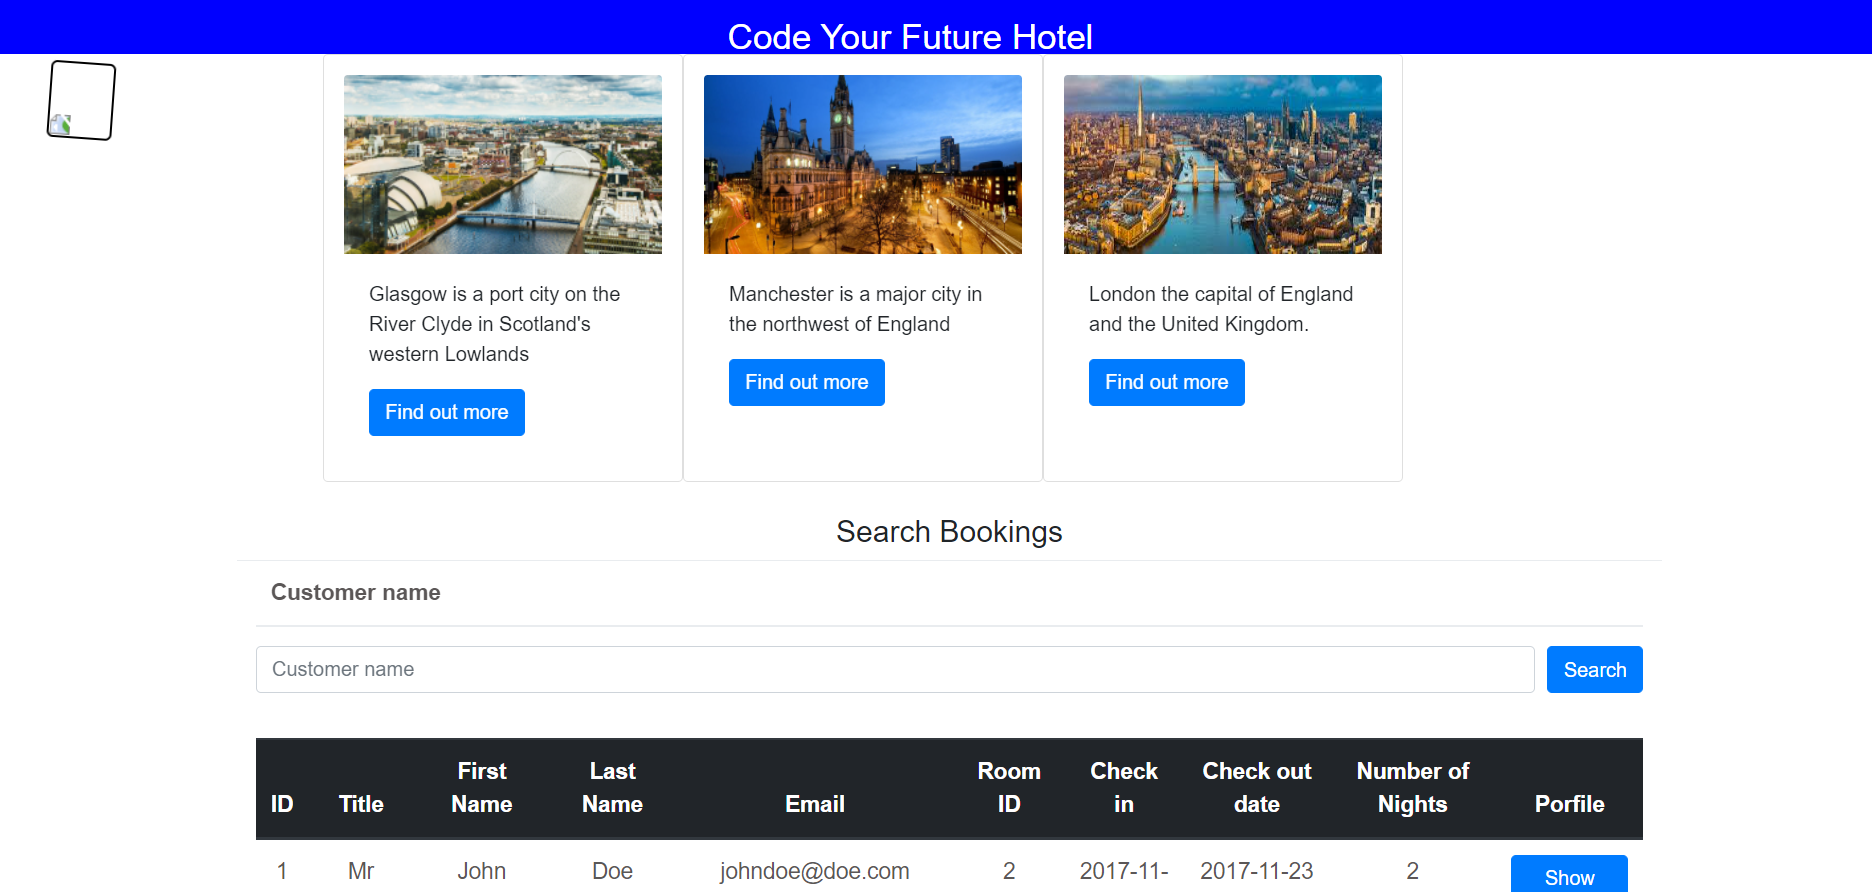 Code Your Future Hotel
Glasgow is a port city on the
River Clyde in Scotland's
western Lowlands
Find out more
Manchester is a major city in
the northwest of England
Find out more
London the capital of England
and the United Kingdom.
Find out more
Search Bookings
Customer name
Customer name
Search
ID
Title
First
Name
Last
Name
Email
Room
ID
Check
in
Check out
date
Number of
Nights
Porfile
1
Mr
John
Doe
johndoe@doe.com
2
2017-11-
2017-11-23
2
Show